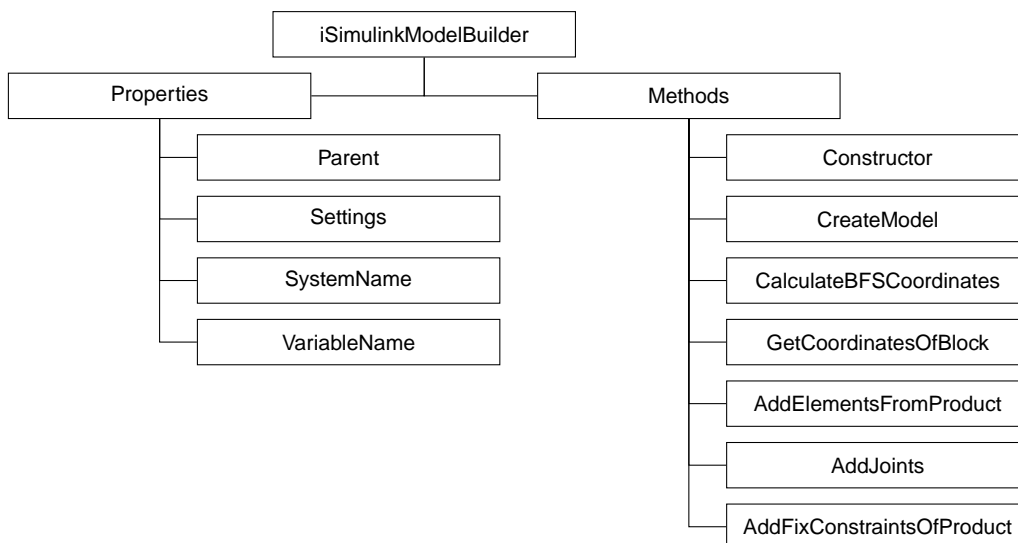 iSimulinkModelBuilder
Properties
Parent
Settings
SystemName
VariableName
Methods
Constructor
CreateModel
CalculateBFSCoordinates
GetCoordinatesOfBlock
AddElementsFromProduct
AddJoints
AddFixConstraintsOfProduct